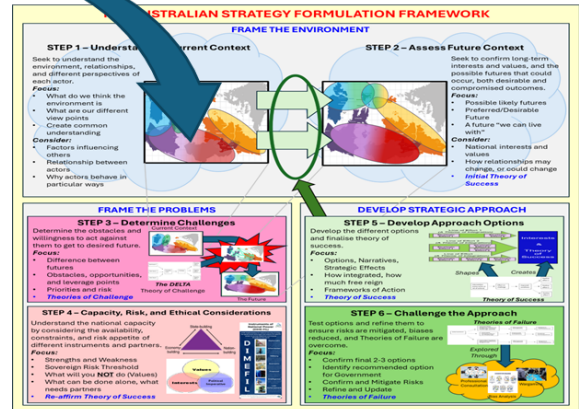 AUSTRALIAN STRATEGY FORMULATION FRAMEWORK
FRAME THE ENVIRONMENT
STEP 1 – Underst
rrent Context
Seek to understand the
environment, relationships,
and different perspectives of
each actor.
Focus:
• What do we think the
environment is
• What are our different
view points
• Create common
understanding
Consider:
• Factors influencing
others
• Relationship between
actors
• Why actors behave in
particular ways
STEP 2 – Assess Future Context
Seek to confirm long-term
interests and values, and the
possible futures that could
occur, both desirable and
compromised outcomes.
Focus:
• Possible likely futures
• Preferred/Desirable
Future
• A future "we can live
with"
Consider:
• National interests and
values
• How relationships may
change, or could change
• Initial Theory of
Success
FRAME THE PROBLEMS
STEP 3 – Determine Challenges
Determine the obstacles and
willingness to act against
them to get to desired future.
Focus:
• Difference between
futures
• Obstacles, opportunities,
and leverage points
• Priorities and risk
• Theories of Challenge
Current Context
The DELTA
Theory of Challenge
The Future
STEP 4 – Capacity, Risk, and Ethical Considerations
Understand the national capacity
by considering the availability,
constraints, and risk appetite of
different instruments and partners.
Focus:
• Strengths and Weakness
• Sovereign Risk Threshold
• What will you NOT do (Values)
• What can be done alone, what
needs partners
• Re-affirm Theory of Success
Values
Interests
DIMEFIL
DEVELOP STRATEGIC APPROACH
STEP 5 – Develop Approach Options
Develop the different options
and finalise theory of
success.
Focus:
• Options, Narratives,
Strategic Effects
• How integrated, how
much free reign
• Frameworks of Action
• Theory of Success
Interests
& Theory of
Success
Shapes
Creates
Theory of Success
STEP 6 – Challenge the Approach
Test options and refine them to
ensure risks are mitigated, biases
reduced, and Theories of Failure are
overcome.
Focus:
• Confirm final 2-3 options
• Identify recommended option
for Government
• Confirm and Mitigate Risks
• Refine and Update
• Theories of Failure
Theories of Failure
Explored
Through
Professional
Consultation
Risk Analysis
Wargaming